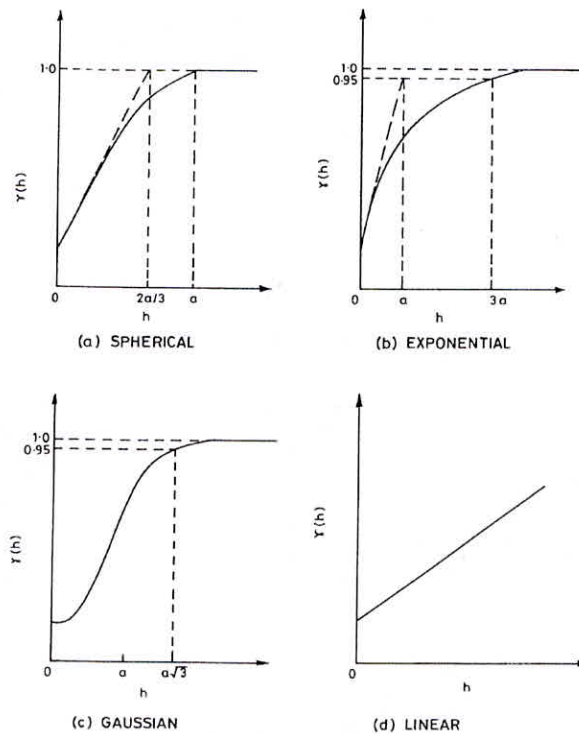 1·0
γ(h)
0
2a/3
a
h
(a) SPHERICAL
1·0
0·95
γ(h)
0
a
3a
h
(b) EXPONENTIAL
1·0
0·95
γ(h)
0
a
a√3
h
(c) GAUSSIAN
γ(h)
0
h
(d) LINEAR